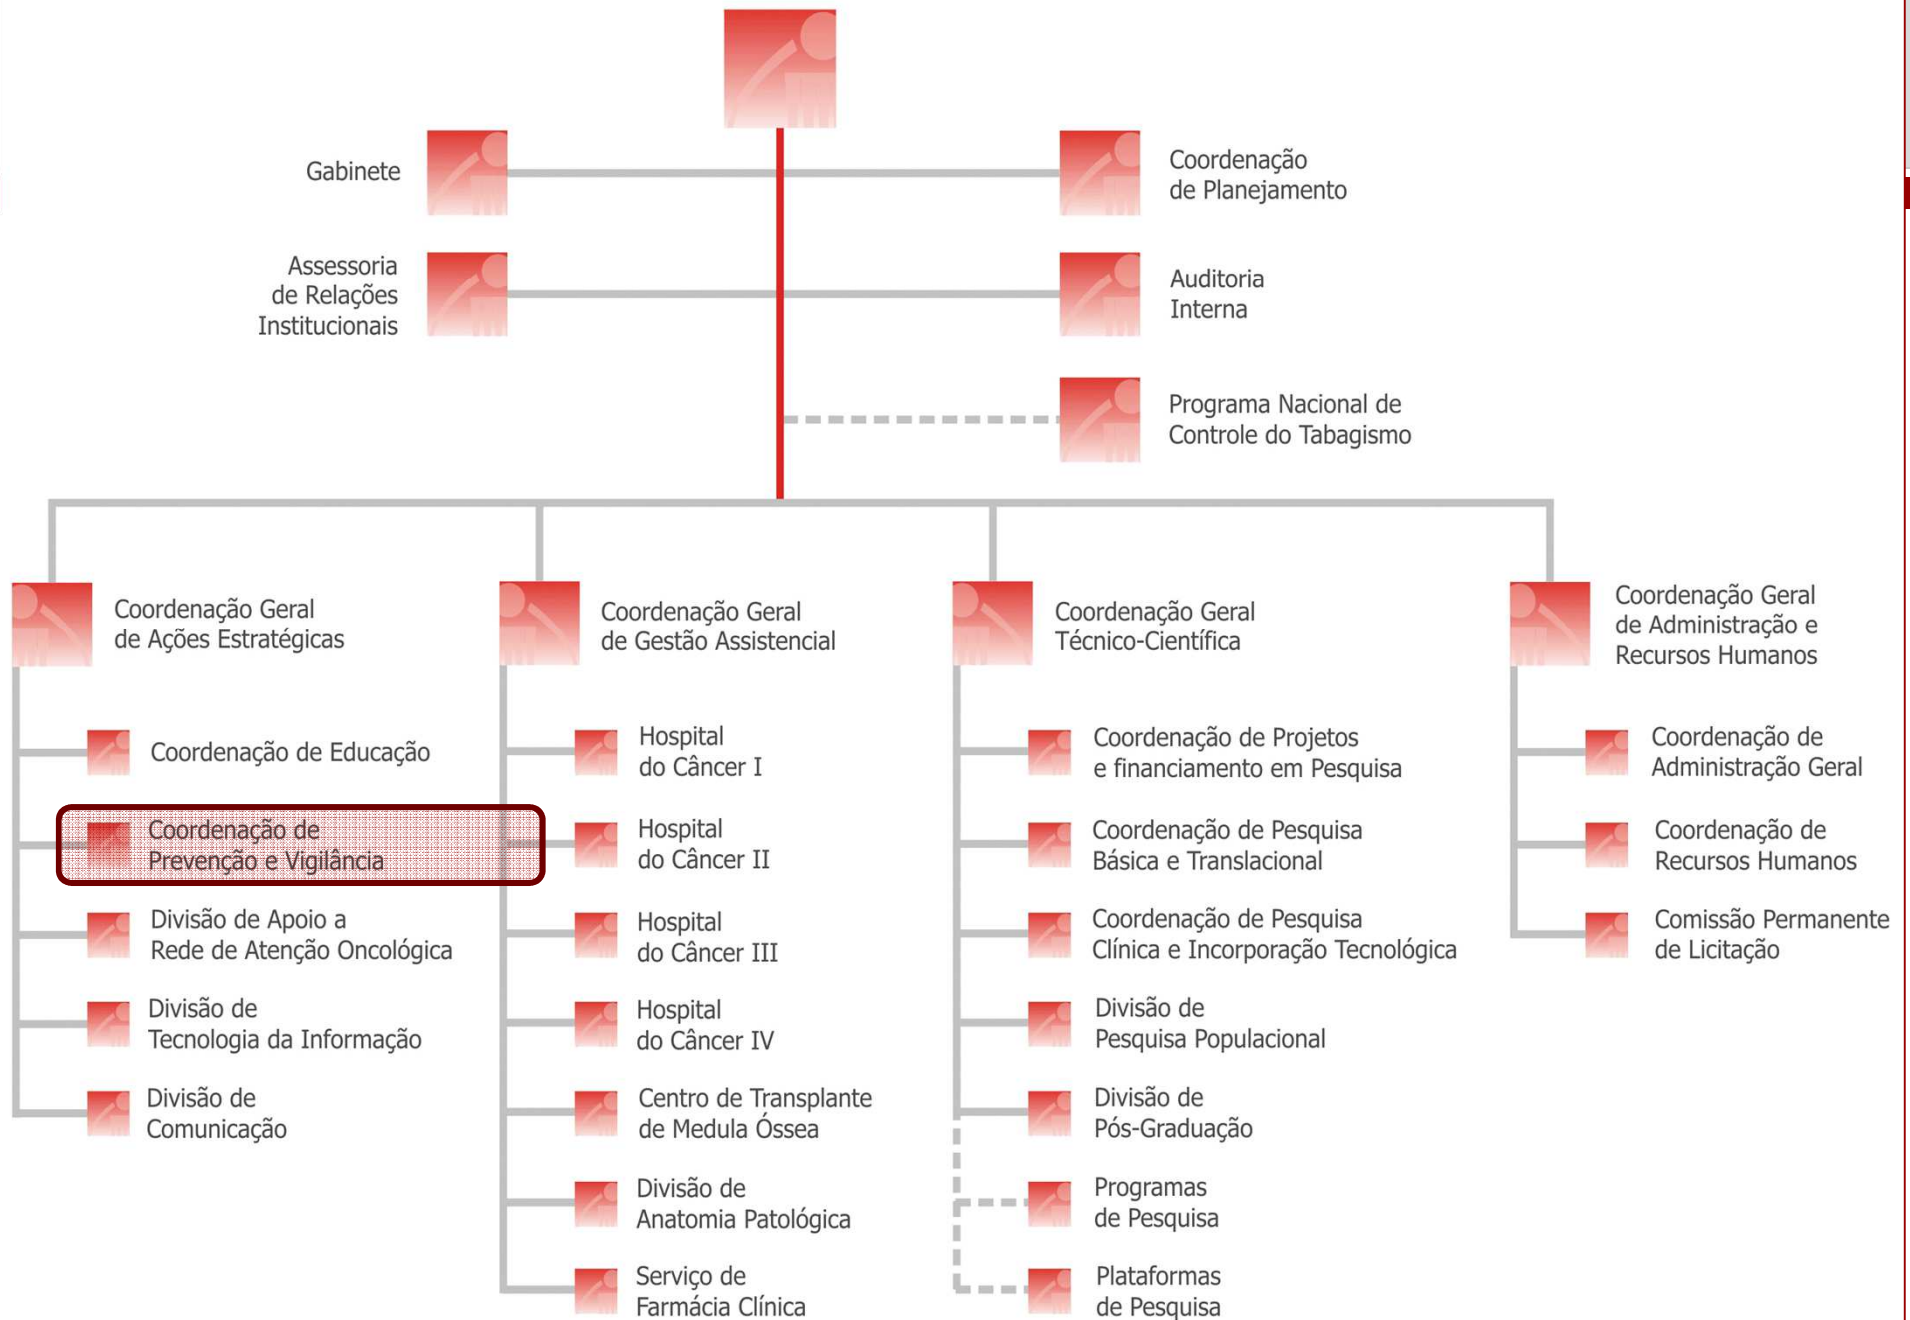 Gabinete
Coordenação
de Planejamento
Assessoria
de Relações
Institucionais
Auditoria
Interna
Programa Nacional de
Controle do Tabagismo
Coordenação Geral
de Ações Estratégicas
Coordenação de Educação
Coordenação de
Prevenção e Vigilância
Divisão de Apoio a
Rede de Atenção Oncológica
Divisão de
Tecnologia da Informação
Divisão de
Comunicação
Coordenação Geral
de Gestão Assistencial
Hospital
do Câncer I
Hospital
do Câncer II
Hospital
do Câncer III
Hospital
do Câncer IV
Centro de Transplante
de Medula Óssea
Divisão de
Anatomia Patológica
Serviço de
Farmácia Clínica
Coordenação Geral
Técnico-Científica
Coordenação de Projetos
e financiamento em Pesquisa
Coordenação de Pesquisa
Básica e Translacional
Coordenação de Pesquisa
Clínica e Incorporação Tecnológica
Divisão de
Pesquisa Populacional
Divisão de
Pós-Graduação
Programas
de Pesquisa
Plataformas
de Pesquisa
Coordenação Geral
de Administração e
Recursos Humanos
Coordenação de
Administração Geral
Coordenação de
Recursos Humanos
Comissão Permanente
de Licitação